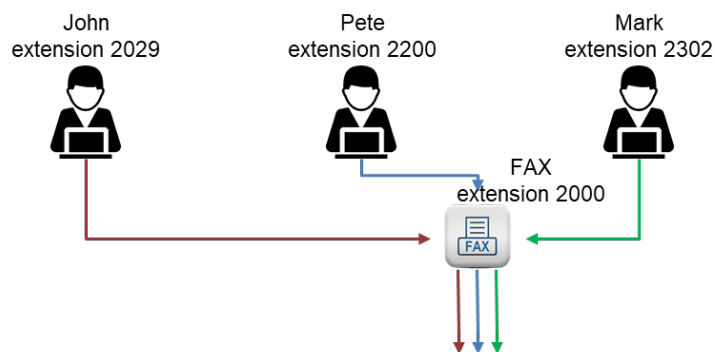 John
extension 2029
Pete
extension 2200
Mark
extension 2302
FAX
extension 2000
FAX